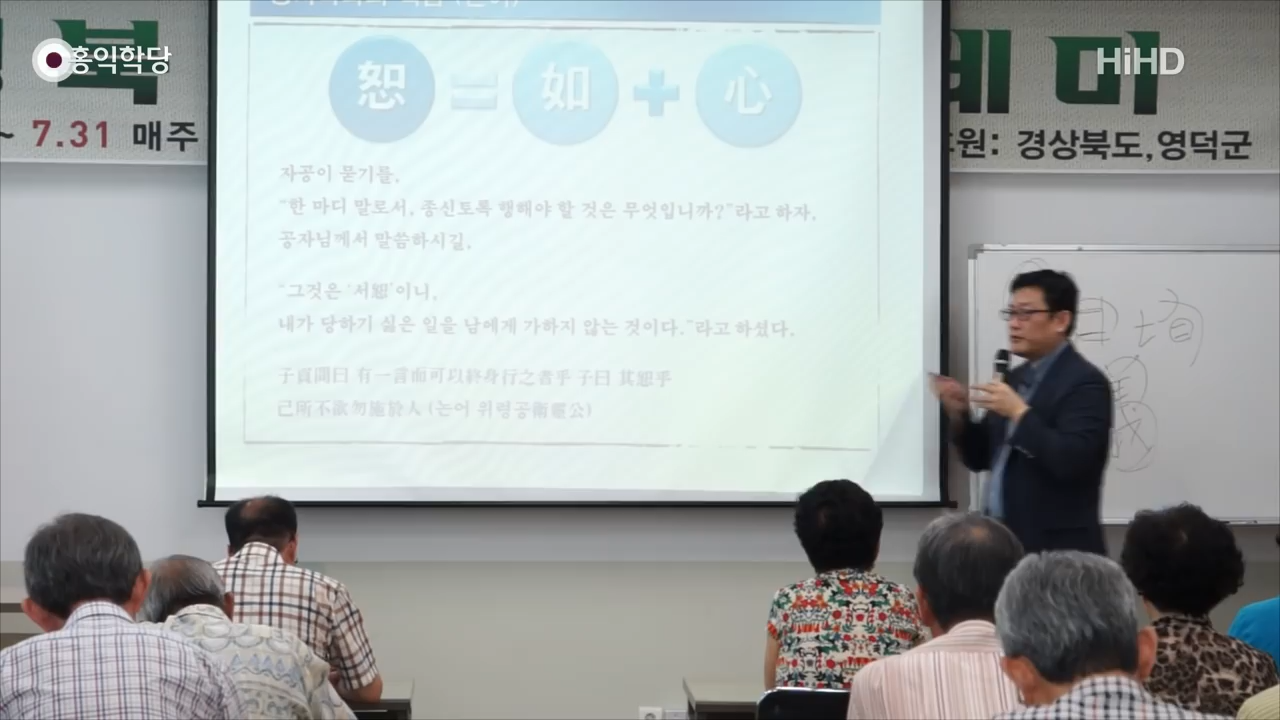 홍익학당
HiHD
북
~ 7.31 매주
원: 경상북도,영덕군
恕 = 如 + 心
자공이 묻기를,
“한 마디 말로서, 종신토록 행해야 할 것은 무엇입니까?”라고 하자,
공자님께서 말씀하시길,
“그것은 ‘서恕’이니,
내가 당하기 싫은 일을 남에게 가하지 않는 것이다.”라고 하셨다.
子貢問曰 有一言而可以終身行之者乎 子曰 其恕乎
己所不欲勿施於人 (논어 위령공衛靈公)